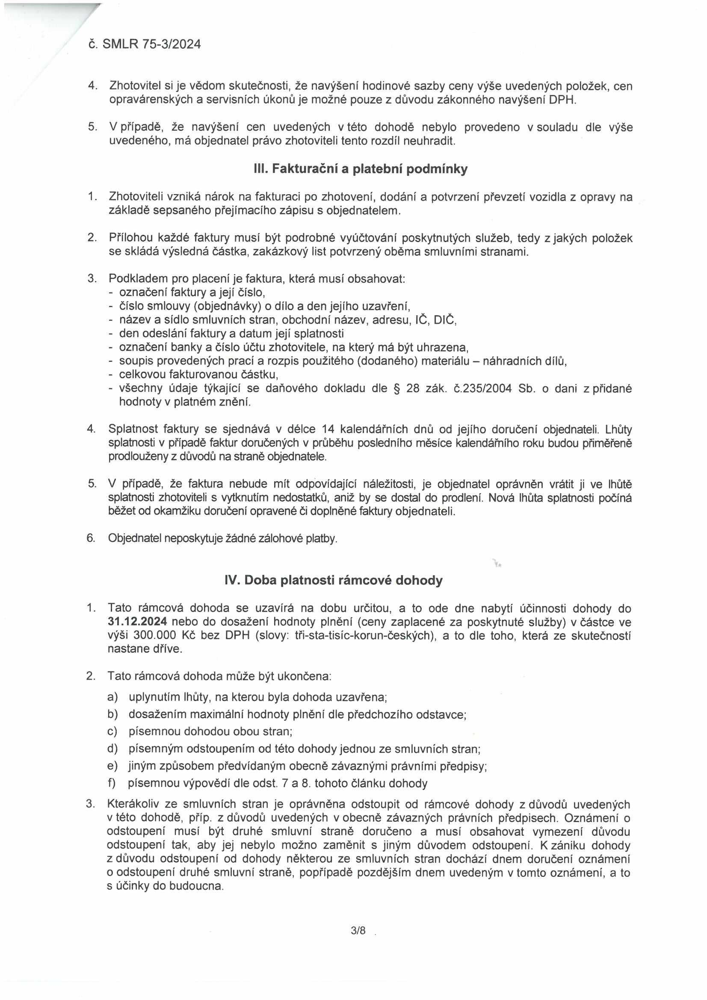 č. SMLR 75-3/2024
4. Zhotovitel si je vědom skutečnosti, že navýšení hodinové sazby ceny výše uvedených položek, cen
opravárenských a servisních úkonů je možné pouze z důvodu zákonného navýšení DPH.
5. V případě, že navýšení cen uvedených v této dohodě nebylo provedeno v souladu dle výše
uvedeného, má objednatel právo zhotoviteli tento rozdíl neuhradit.
III. Fakturační a platební podmínky
1. Zhotoviteli vzniká nárok na fakturaci po zhotovení, dodání a potvrzení převzetí vozidla z opravy na
základě sepsaného přejímacího zápisu s objednatelem.
2. Přílohou každé faktury musí být podrobné vyúčtování poskytnutých služeb, tedy z jakých položek
se skládá výsledná částka, zakázkový list potvrzený oběma smluvními stranami.
3. Podkladem pro placení je faktura, která musí obsahovat:
- označení faktury a její číslo,
- číslo smlouvy (objednávky) o dílo a den jejího uzavření,
- název a sídlo smluvních stran, obchodní název, adresu, IČ, DIČ,
- den odeslání faktury a datum její splatnosti
- označení banky a číslo účtu zhotovitele, na který má být uhrazena,
- soupis provedených prací a rozpis použitého (dodaného) materiálu – náhradních dílů,
- celkovou fakturovanou částku,
- všechny údaje týkající se daňového dokladu dle § 28 zák. č.235/2004 Sb. o dani z přidané
hodnoty v platném znění.
4. Splatnost faktury se sjednává v délce 14 kalendářních dnů od jejího doručení objednateli. Lhůty
splatnosti v případě faktur doručených v průběhu posledního měsíce kalendářního roku budou přiměřeně
prodlouženy z důvodů na straně objednatele.
5. V případě, že faktura nebude mít odpovídající náležitosti, je objednatel oprávněn vrátit ji ve lhůtě
splatnosti zhotoviteli s vytknutím nedostatků, aniž by se dostal do prodlení. Nová lhůta splatnosti počíná
běžet od okamžiku doručení opravené či doplněné faktury objednateli.
6. Objednatel neposkytuje žádné zálohové platby.
IV. Doba platnosti rámcové dohody
1. Tato rámcová dohoda se uzavírá na dobu určitou, a to ode dne nabytí účinnosti dohody do
31.12.2024 nebo do dosažení hodnoty plnění (ceny zaplacené za poskytnuté služby) v částce ve
výši 300.000 Kč bez DPH (slovy: tři-sta-tisíc-korun-českých), a to dle toho, která ze skutečností
nastane dříve.
2. Tato rámcová dohoda může být ukončena:
a) uplynutím lhůty, na kterou byla dohoda uzavřena;
b) dosažením maximální hodnoty plnění dle předchozího odstavce;
c) písemnou dohodou obou stran;
d) písemným odstoupením od této dohody jednou ze smluvních stran;
e) jiným způsobem předvídaným obecně závaznými právními předpisy;
f) písemnou výpovědí dle odst. 7 a 8. tohoto článku dohody
3. Kterákoliv ze smluvních stran je oprávněna odstoupit od rámcové dohody z důvodů uvedených
v této dohodě, příp. z důvodů uvedených v obecně závazných právních předpisech. Oznámení o
odstoupení musí být druhé smluvní straně doručeno a musí obsahovat vymezení důvodu
odstoupení tak, aby jej nebylo možno zaměnit s jiným důvodem odstoupení. K zániku dohody
z důvodu odstoupení od dohody některou ze smluvních stran dochází dnem doručení oznámení
o odstoupení druhé smluvní straně, popřípadě pozdějším dnem uvedeným v tomto oznámení, a to
s účinky do budoucna.
3/8